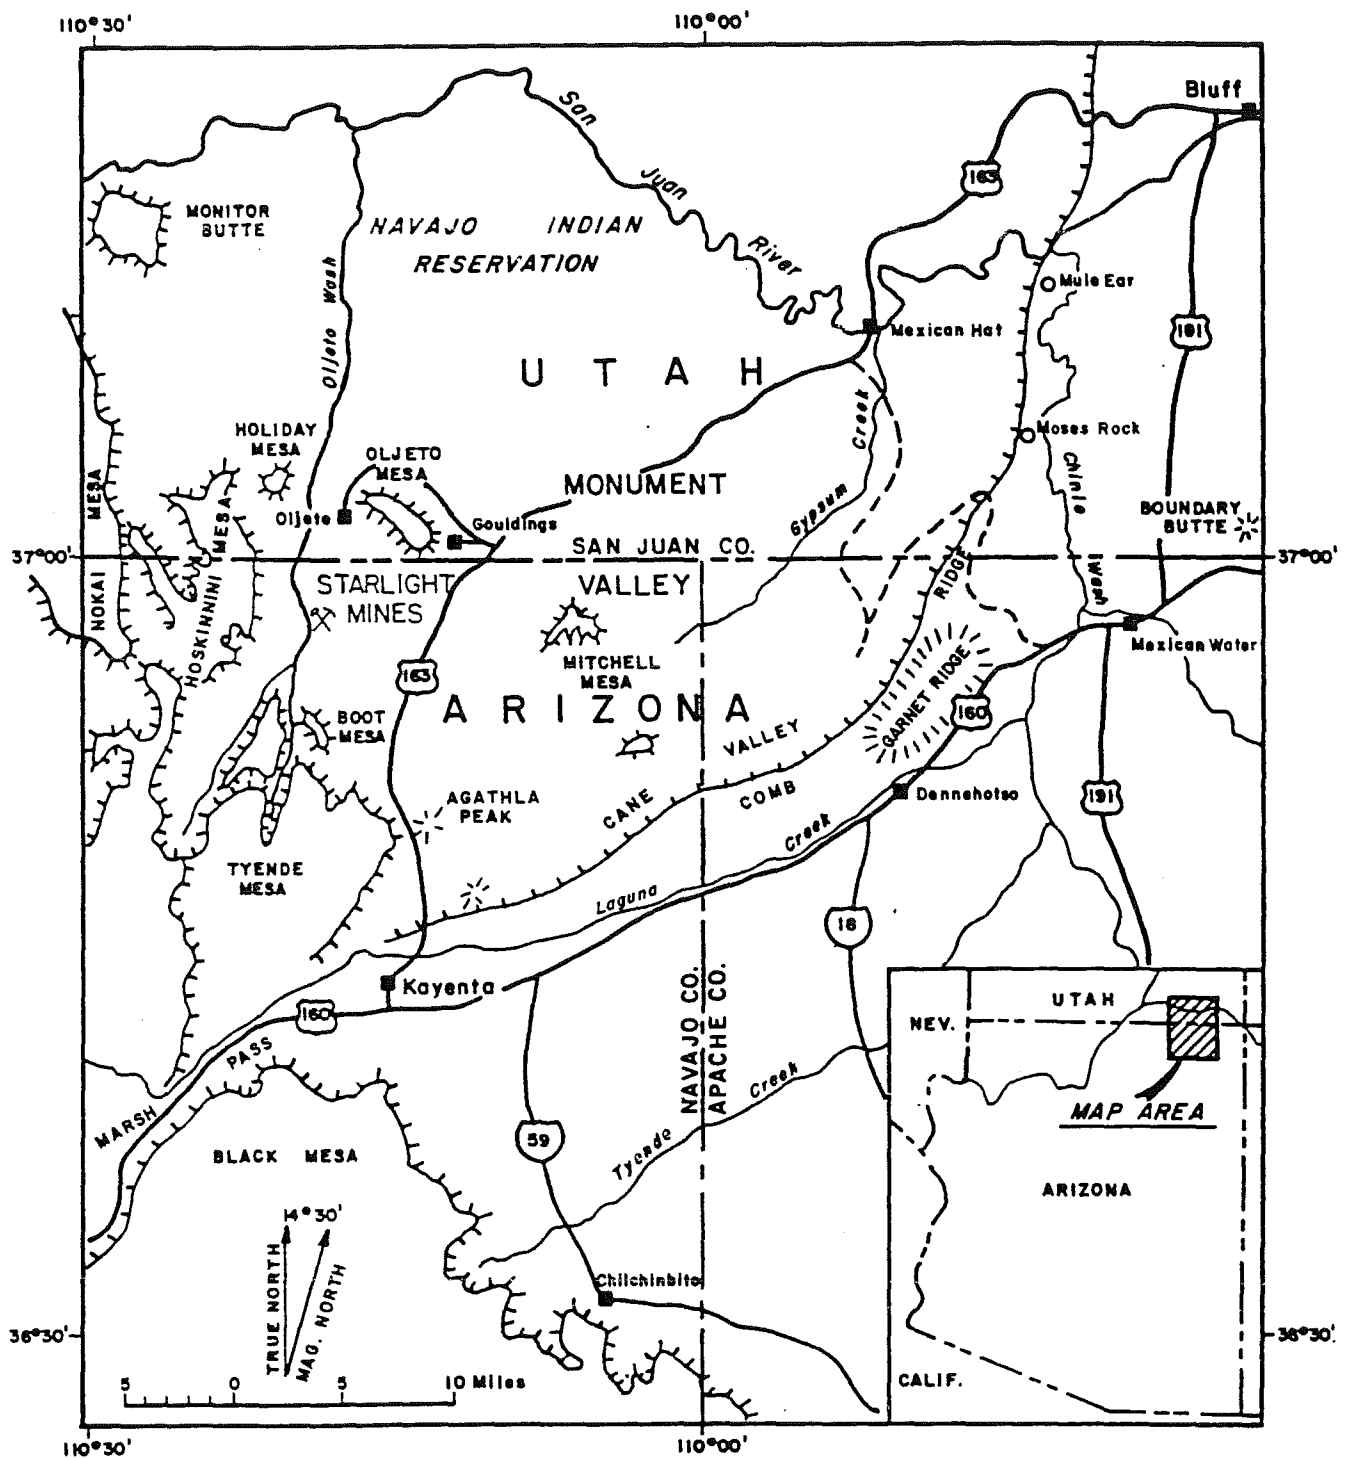 110°30'
110°00'
Bluff
San
Juan
River
163
MONITOR
BUTTE
NAVAJO INDIAN
RESERVATION
Oljeto Wash
Mule Ear
Mexican Hat
191
UTAH
Creek
Gypsum
HOLIDAY
MESA
OLJETO
MESA
Moses Rock
Chinle
Wash
MESA
NOKAI
HOSKINNINI MESA
Oljeto
Gouldings
MONUMENT
BOUNDARY
BUTTE
37°00'
SAN JUAN CO.
37°00'
STARLIGHT
MINES
VALLEY
RIDGE
MITCHELL
MESA
Mexican Water
163
ARIZONA
GARNET RIDGE
160
BOOT
MESA
VALLEY
CANE
COMB
AGATHLA
PEAK
Dennehotso
191
Creek
Laguna
TYENDE
MESA
18
Kayenta
160
NAVAJO CO.
APACHE CO.
UTAH
NEV.
PASS
MARSH
Creek
Tyende
59
MAP AREA
BLACK MESA
ARIZONA
14°30'
TRUE NORTH
MAG. NORTH
Chilchinbito
36°30'
36°30'
5 0 5 10 Miles
CALIF.
110°30'
110°00'